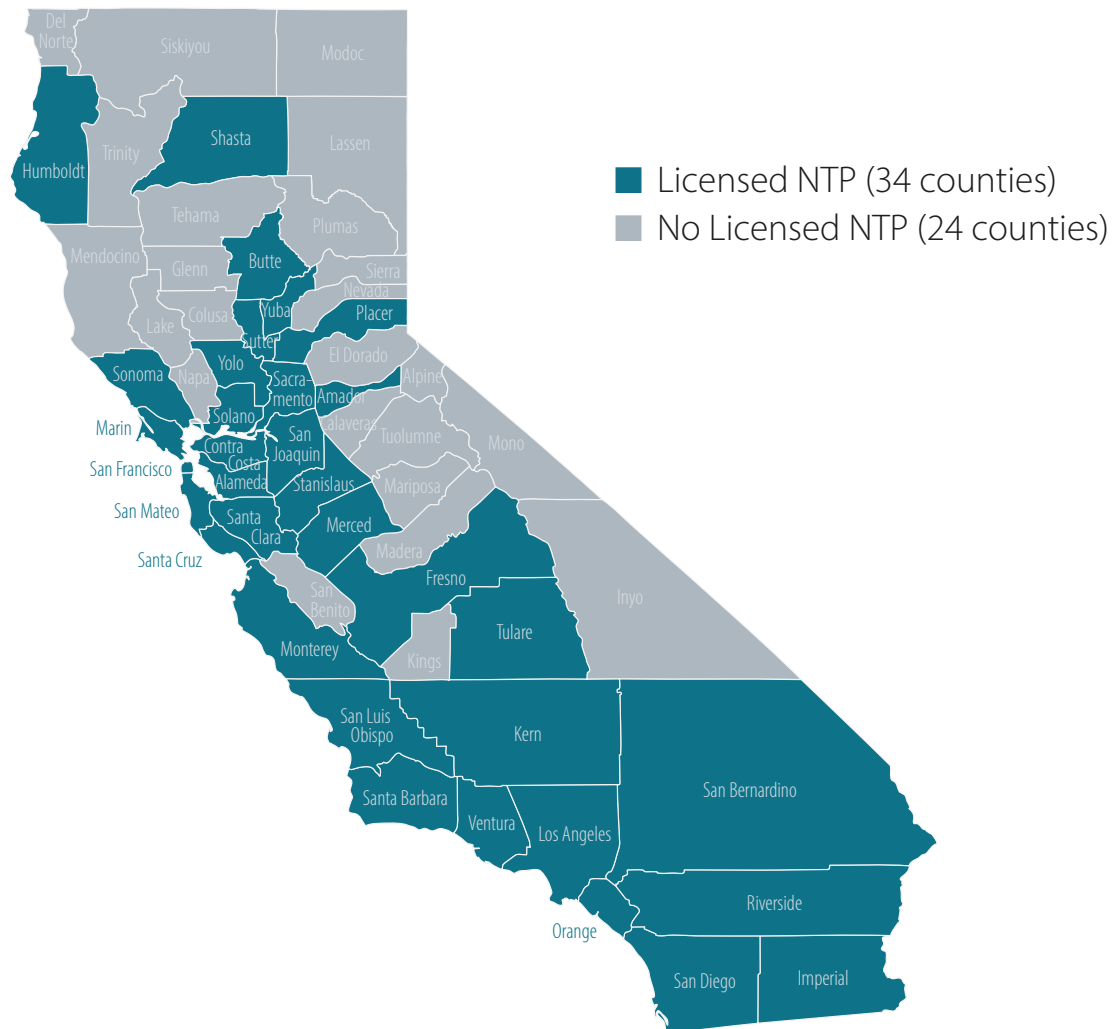 Del
Norte
Siskiyou
Modoc
Humboldt
Trinity
Shasta
Lassen
Licensed NTP (34 counties)
No Licensed NTP (24 counties)
Tehama
Plumas
Mendocino
Glenn
Butte
Sierra
Nevada
Lake
Colusa
Yuba
Placer
Sutter
Sonoma
Napa
Yolo
El Dorado
Sacra-
mento
Amador
Alpine
Marin
Solano
Calaveras
Tuolumne
Mono
San Francisco
Contra
Costa
San
Joaquin
Alameda
Stanislaus
Mariposa
San Mateo
Santa
Clara
Merced
Madera
Santa Cruz
San
Benito
Fresno
Inyo
Monterey
Kings
Tulare
San Luis
Obispo
Kern
San Bernardino
Santa Barbara
Ventura
Los Angeles
Orange
Riverside
San Diego
Imperial